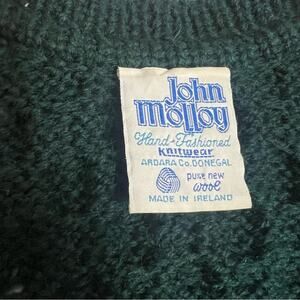 John
Molloy
Hand-Fashioned
Knitwear
ARDARA Co. DONEGAL
pure new
wool
MADE IN IRELAND